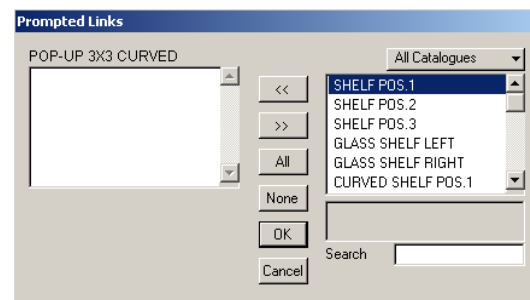 Prompted Links
POP-UP 3X3 CURVED
All Catalogues
<<
>>
All
None
OK
Cancel
SHELF POS.1
SHELF POS.2
SHELF POS.3
GLASS SHELF LEFT
GLASS SHELF RIGHT
CURVED SHELF POS.1
Search